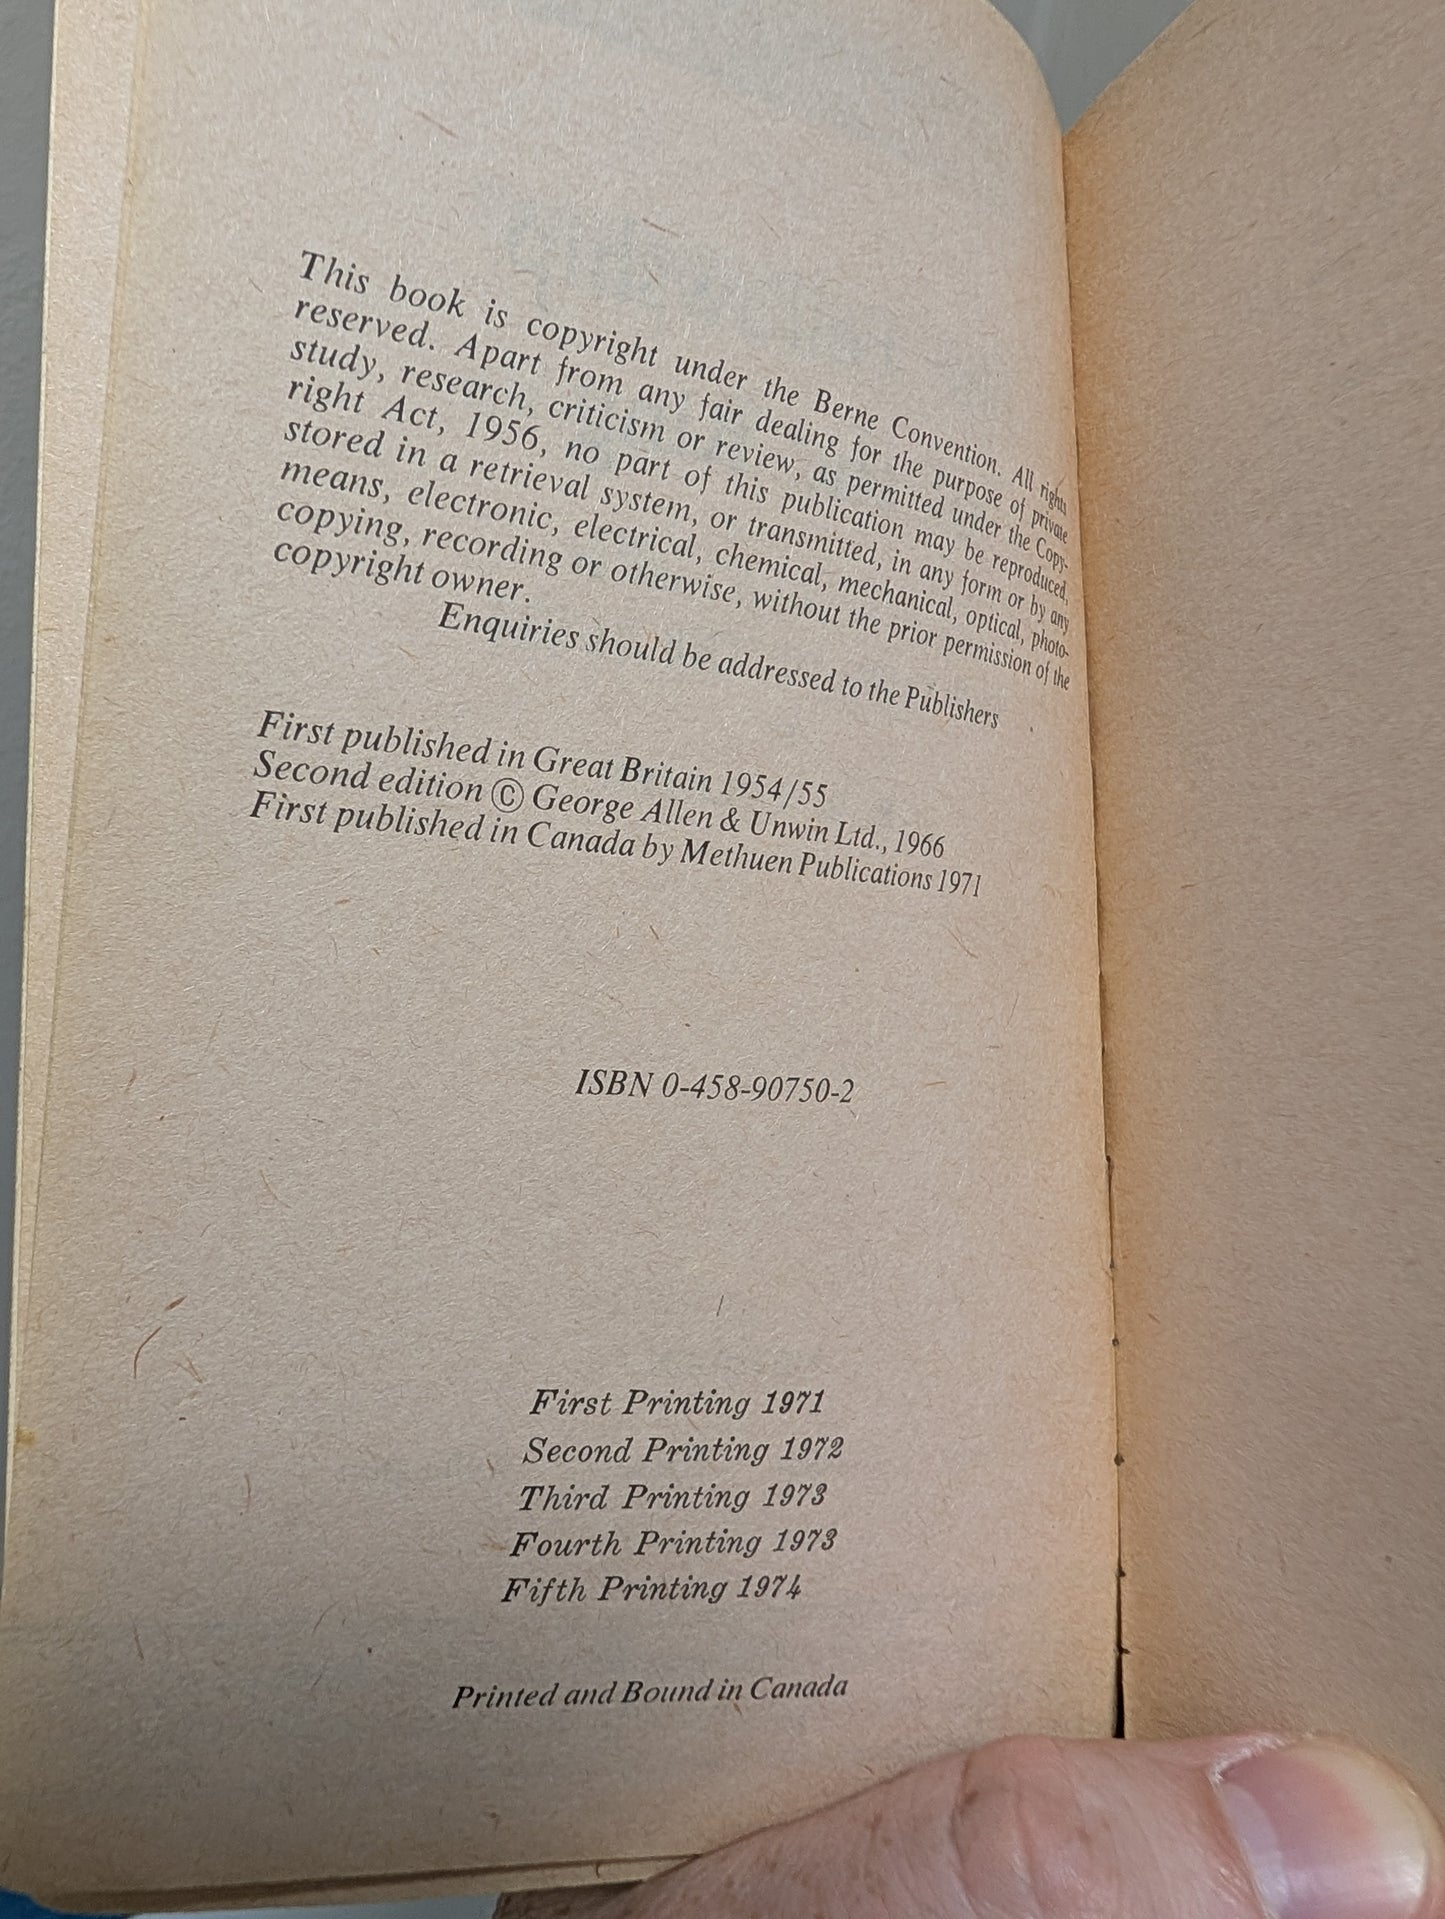 This book is copyright under the Berne Convention. All rights
reserved. Apart from any fair dealing for the purpose of private
study, research, criticism or review, as permitted under the Copy-
right Act, 1956, no part of this publication may be reproduced,
stored in a retrieval system, or transmitted, in any form or by any
means, electronic, electrical, chemical, mechanical, optical, photo-
copying, recording or otherwise, without the prior permission of the
copyright owner.
Enquiries should be addressed to the Publishers
First published in Great Britain 1954/55
Second edition © George Allen & Unwin Ltd., 1966
First published in Canada by Methuen Publications 1971
ISBN 0-458-90750-2
First Printing 1971
Second Printing 1972
Third Printing 1973
Fourth Printing 1973
Fifth Printing 1974
Printed and Bound in Canada